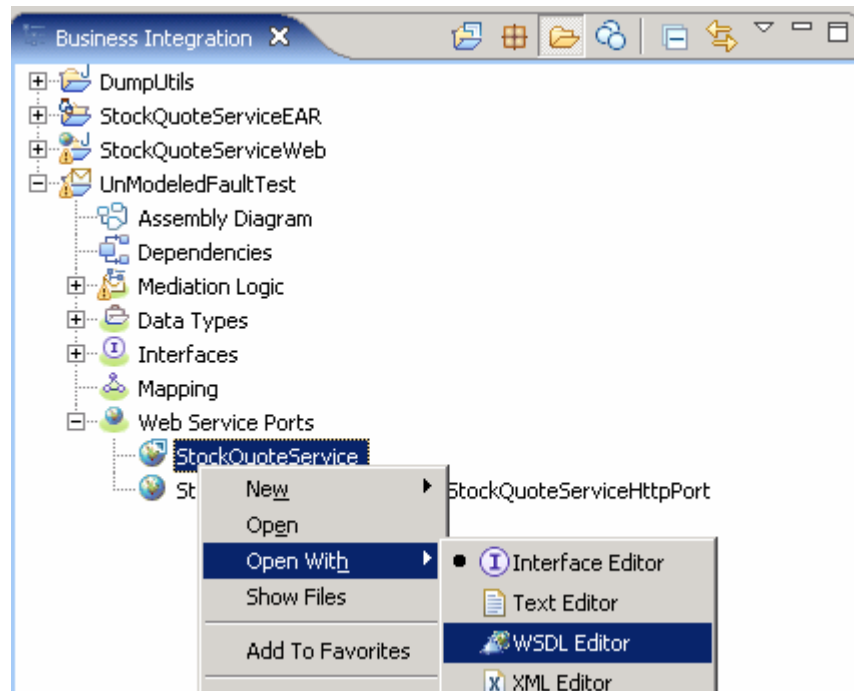 Business Integration
DumpUtils
StockQuoteServiceEAR
StockQuoteServiceWeb
UnModeledFaultTest
Assembly Diagram
Dependencies
Mediation Logic
Data Types
Interfaces
Mapping
Web Service Ports
StockQuoteService
St StockQuoteServiceHttpPort
New
Open
Open With
Show Files
Add To Favorites
Interface Editor
Text Editor
WSDL Editor
XML Editor